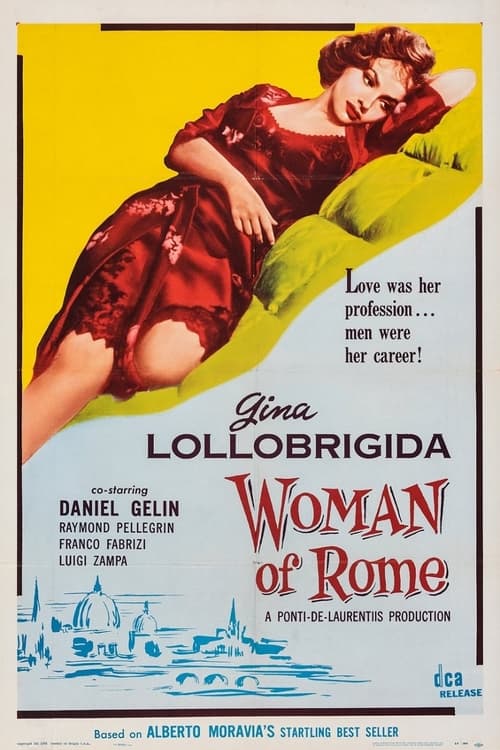 Love was her
profession...
men were
her career!
Gina
LOLLOBRIGIDA
co-starring
DANIEL GELIN
RAYMOND PELLEGRIN
FRANCO FABRIZI
LUIGI ZAMPA
WOMAN
of ROME
A PONTI-DE-LAURENTIIS PRODUCTION
dca
RELEASE
Based on ALBERTO MORAVIA'S STARTLING BEST SELLER